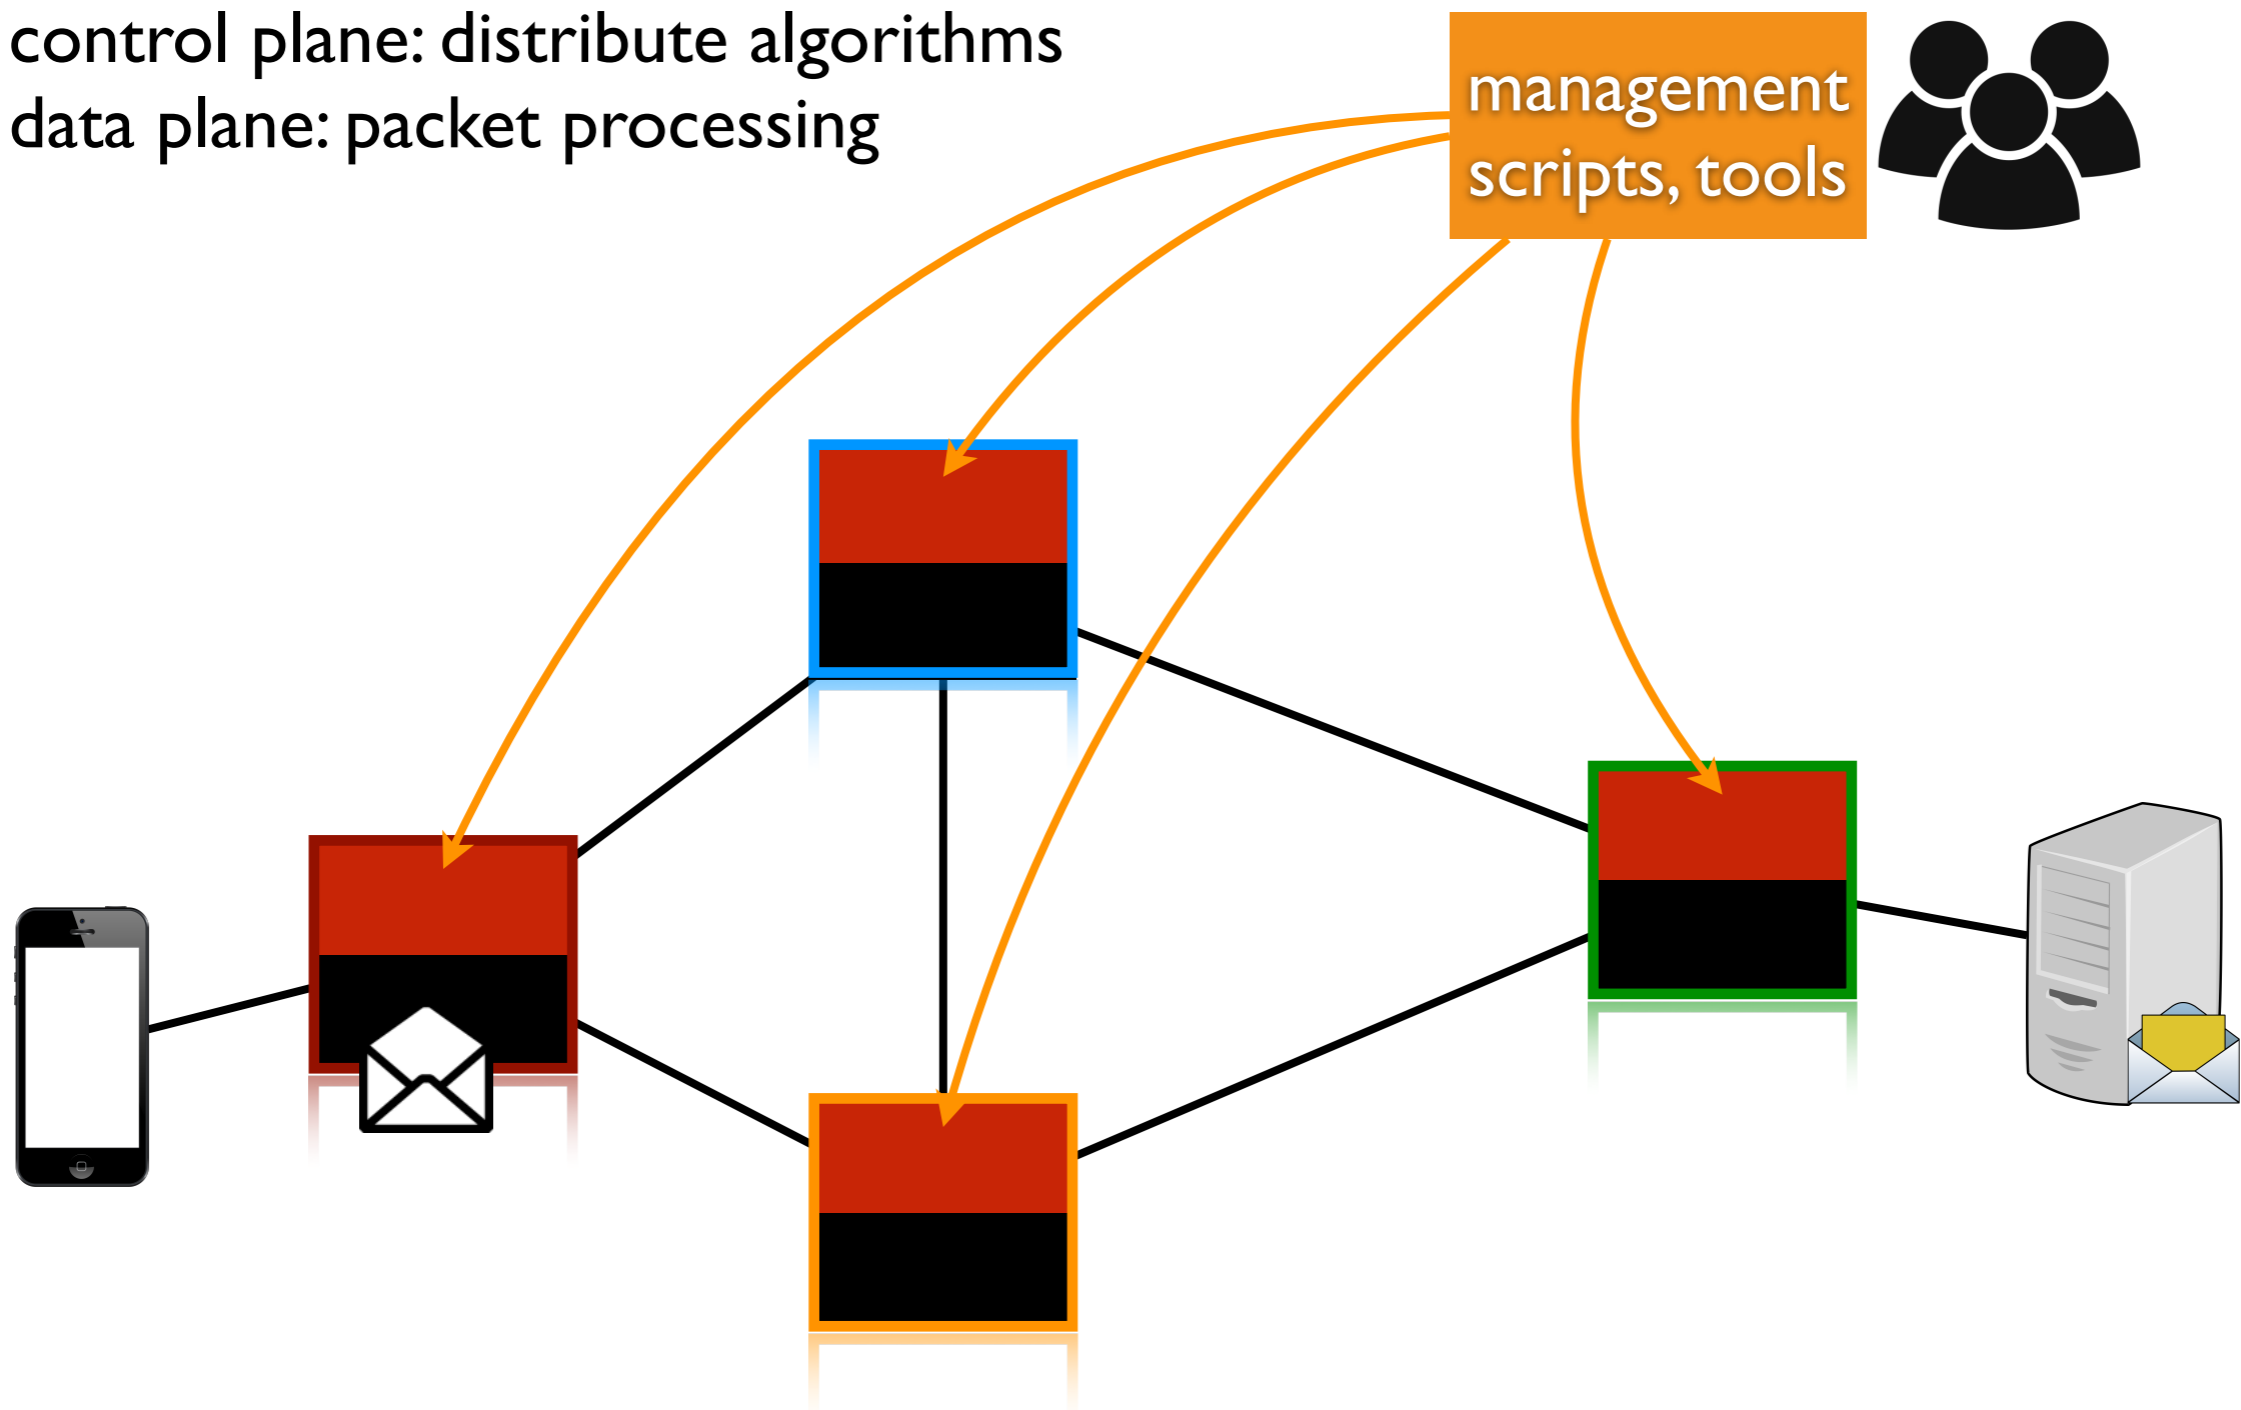 control plane: distribute algorithms
data plane: packet processing
management
scripts, tools